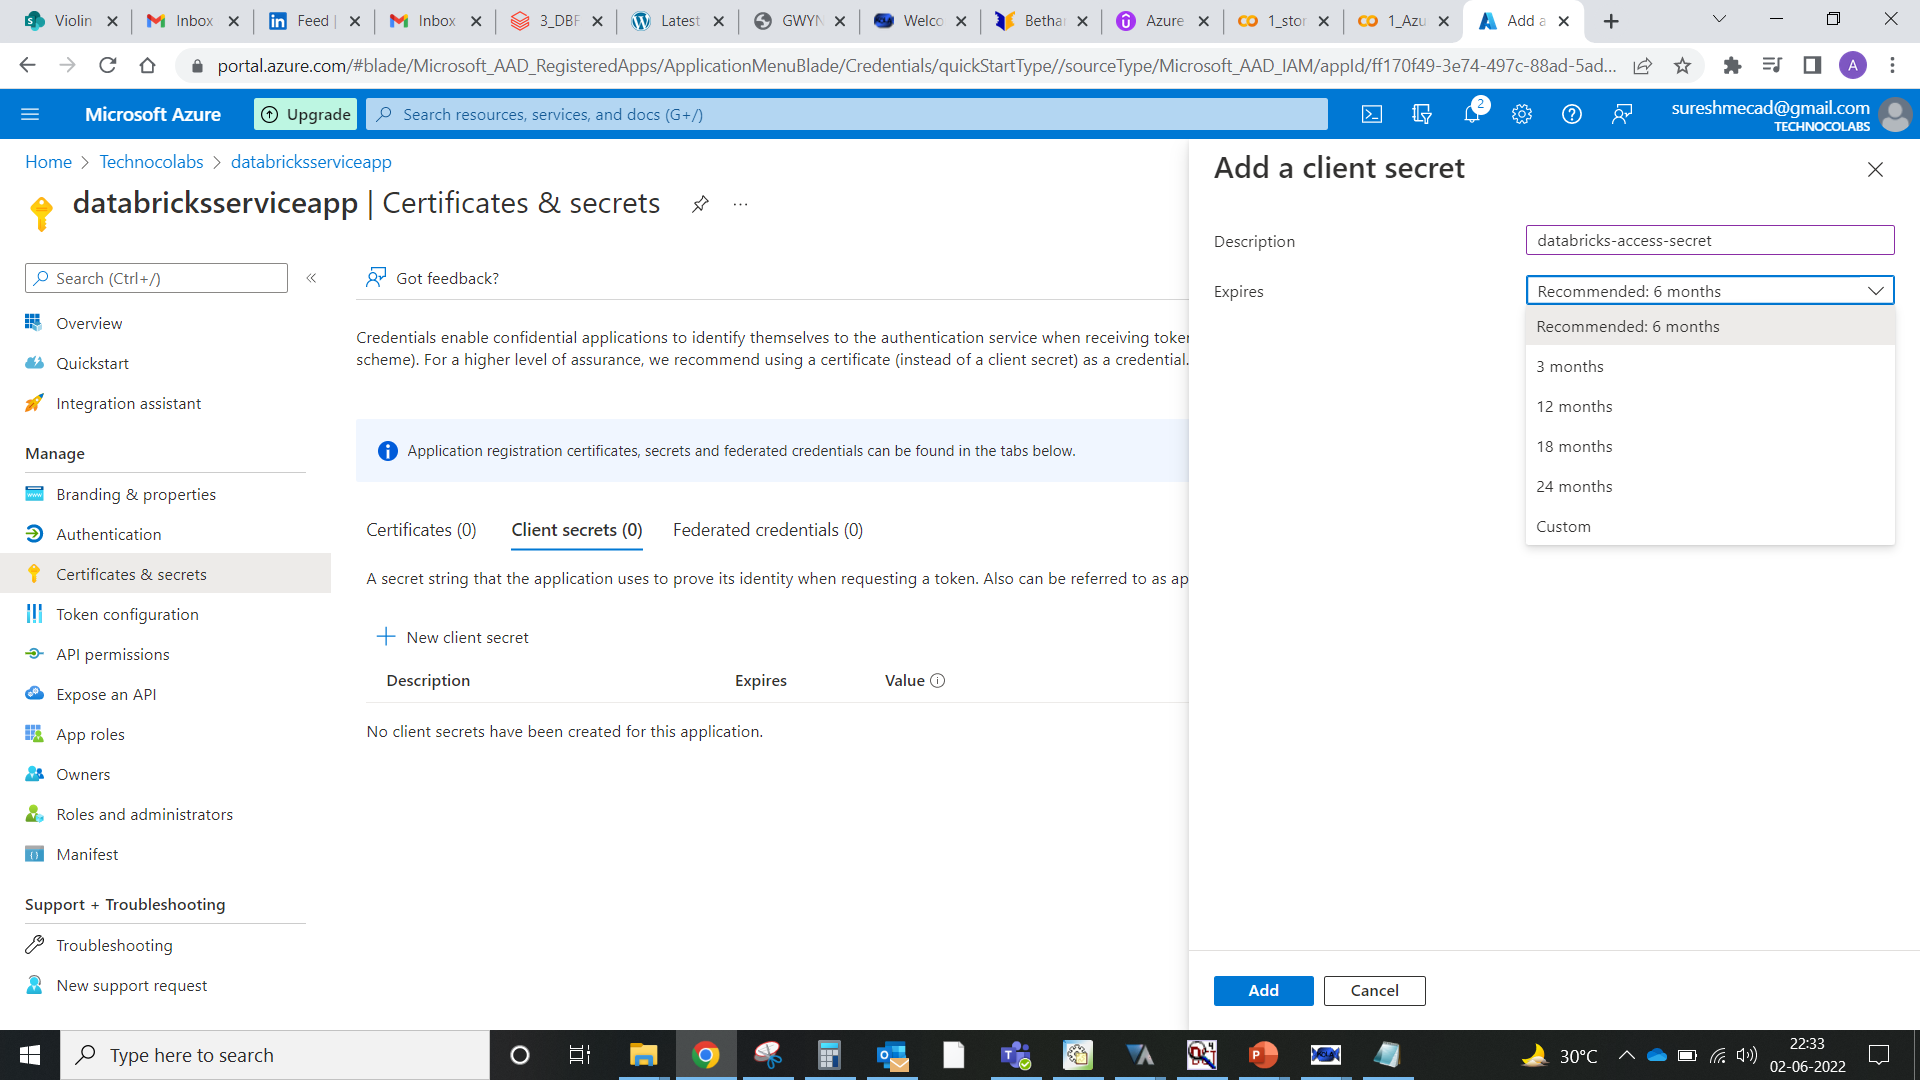 Violin
Inbox
Feed |
Inbox
3_DBF
Latest
GWYN
Welco
Bethan
Azure
1_stor
1_Azu
Add a
portal.azure.com/#blade/Microsoft_AAD_RegisteredApps/ApplicationMenuBlade/Credentials/quickStartType//sourceType/Microsoft_AAD_IAM/appId/ff170f49-3e74-497c-88ad-5ad...
A
Microsoft Azure
Upgrade
Search resources, services, and docs (G+/)
2
sureshmecad@gmail.com
TECHNOCOLABS
Home > Technocolabs > databricksserviceapp
databricksserviceapp | Certificates & secrets
...
Search (Ctrl+/)
«
Overview
Quickstart
Integration assistant
Manage
Branding & properties
Authentication
Certificates & secrets
Token configuration
API permissions
Expose an API
App roles
Owners
Roles and administrators
Manifest
Support + Troubleshooting
Troubleshooting
New support request
Got feedback?
Credentials enable confidential applications to identify themselves to the authentication service when receiving token
scheme). For a higher level of assurance, we recommend using a certificate (instead of a client secret) as a credential.
Application registration certificates, secrets and federated credentials can be found in the tabs below.
Certificates (0)
Client secrets (0)
Federated credentials (0)
A secret string that the application uses to prove its identity when requesting a token. Also can be referred to as ap
New client secret
Description
Expires
Value
No client secrets have been created for this application.
Add a client secret
Description
databricks-access-secret
Expires
Recommended: 6 months
Recommended: 6 months
3 months
12 months
18 months
24 months
Custom
Add
Cancel
Type here to search
30°C
22:33
02-06-2022